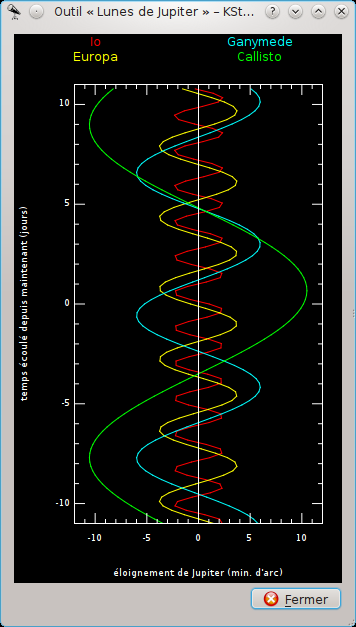 Outil « Lunes de Jupiter » – KSt...
Io Ganymede
Europa Callisto
10
5
0
-5
-10
temps écoulé depuis maintenant (jours)
-10 -5 0 5 10
éloignement de Jupiter (min. d'arc)
Fermer